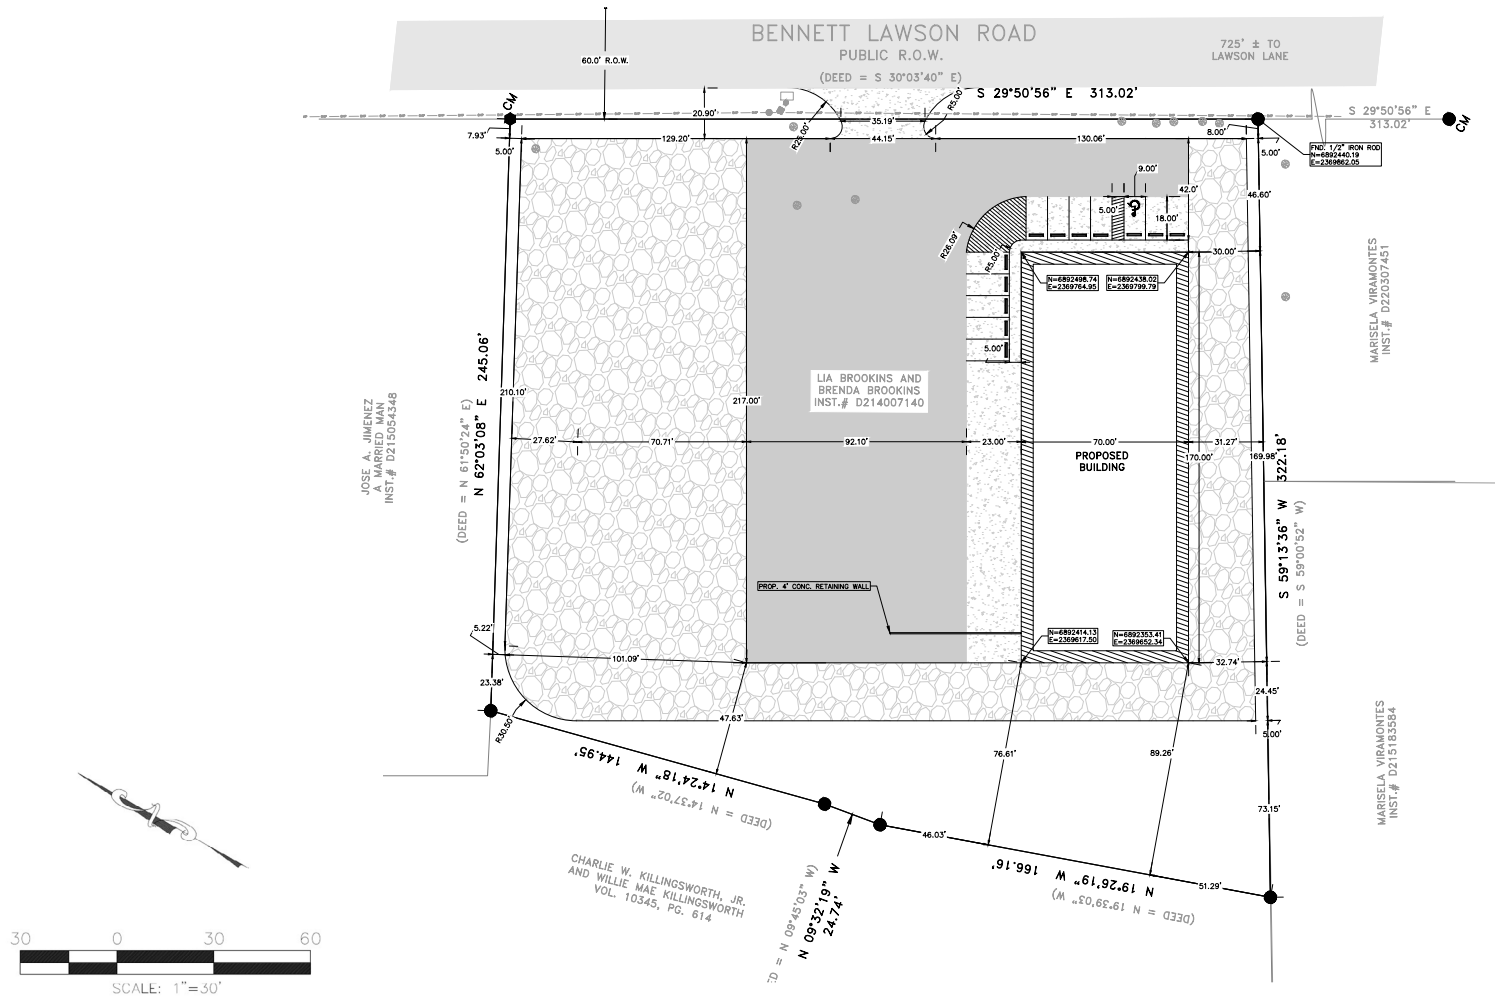 BENNETT LAWSON ROAD
PUBLIC R.O.W.
(DEED = S 30°03'40" E)
725' ± TO
LAWSON LANE
60.0' R.O.W.
S 29°50'56" E 313.02'
S 29°50'56" E
313.02'
CM
CM
20.90'
35.19'
R25.00'
R5.00'
7.93'
129.20'
44.15'
130.06'
8.00'
5.00'
5.00'
FND. 1/2" IRON ROD
N=6892440.19
E=2369862.05
9.00'
42.0'
46.60'
5.00'
18.00'
R26.09'
R5.00'
30.00'
N=6892498.74
E=2369764.95
N=6892438.02
E=2369799.79
MARISELA VIRAMONTES
INST.# D220307451
5.00'
LIA BROOKINS AND
BRENDA BROOKINS
INST.# D214007140
N 62°03'08" E 245.06'
(DEED = N 61°50'24" E)
JOSE A. JIMENEZ
A MARRIED MAN
INST.# D215054348
210.10'
217.00'
27.62'
70.71'
92.10'
23.00'
70.00'
31.27'
PROPOSED
BUILDING
170.00'
169.98'
S 59°13'36" W 322.18'
(DEED = S 59°00'52" W)
PROP. 4' CONC. RETAINING WALL
N=6892414.13
E=2369617.50
N=6892353.41
E=2369652.34
5.22'
101.09'
32.74'
23.38'
24.45'
R30.50'
47.63'
5.00'
76.61'
89.26'
N 14°24'18" W 144.95'
(DEED = N 14°37'02" W)
MARISELA VIRAMONTES
INST.# D215183584
73.15'
46.03'
N 19°26'19" W 166.16'
(DEED = N 19°39'03" W)
51.29'
CHARLIE W. KILLINGSWORTH, JR.
AND WILLIE MAE KILLINGSWORTH
VOL. 10345, PG. 614
ED = N 09°45'03" W)
N 09°32'19" W
24.74'
30 0 30 60
SCALE: 1"=30'